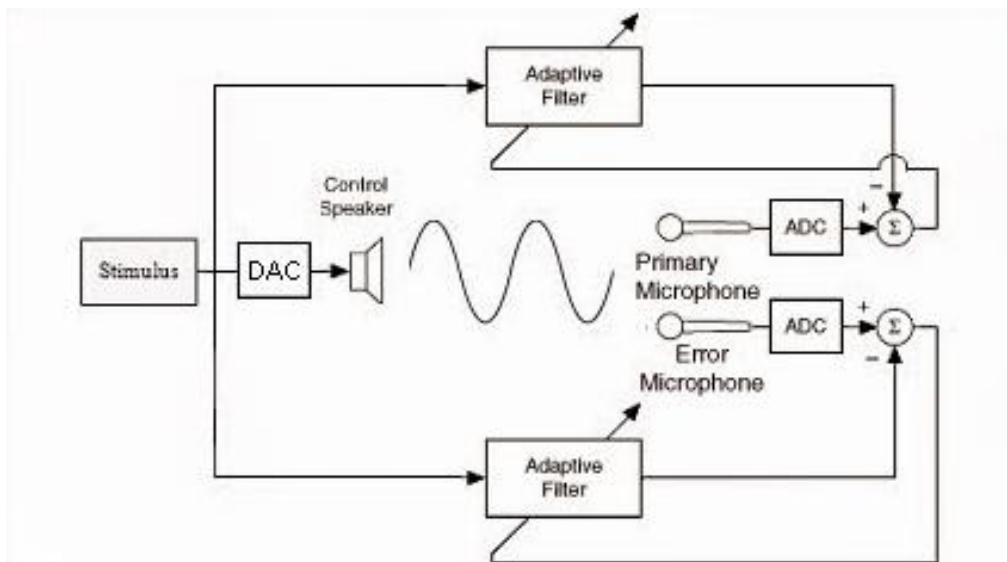 Adaptive
Filter
Control
Speaker
−
+
ADC
Σ
Stimulus
DAC
Primary
Microphone
+
ADC
Σ
−
Error
Microphone
Adaptive
Filter